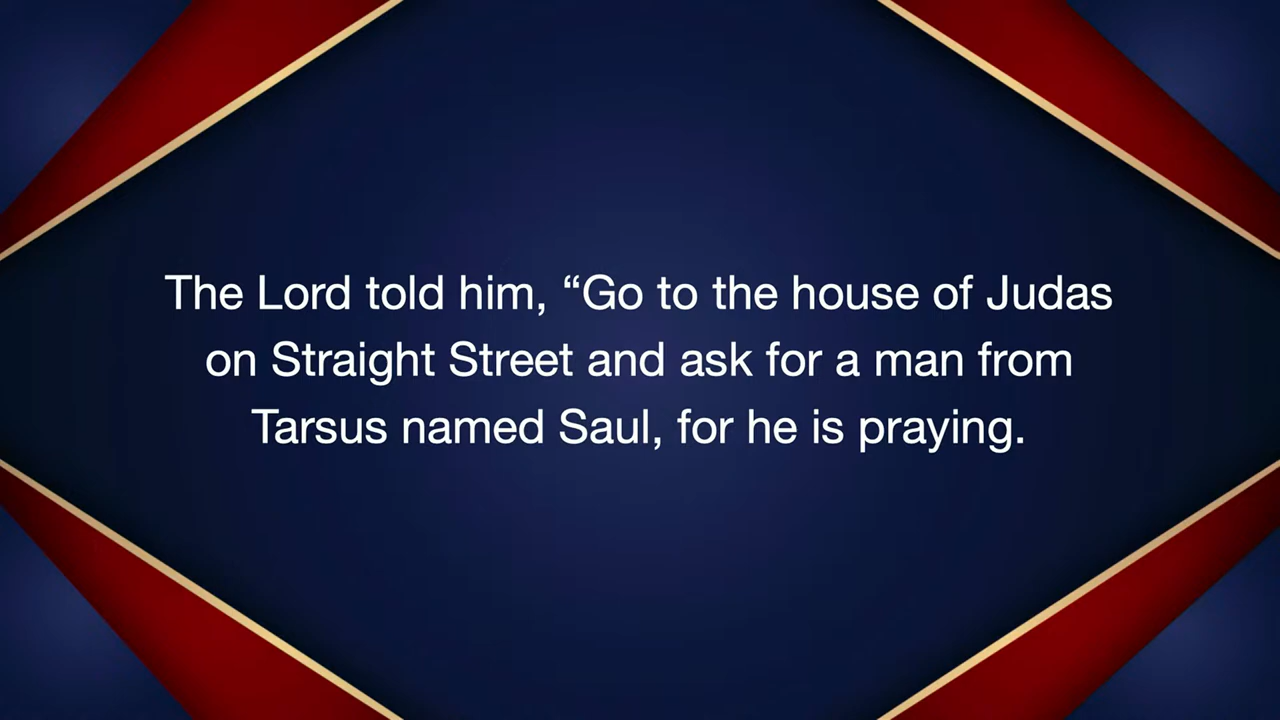 The Lord told him, “Go to the house of Judas
on Straight Street and ask for a man from
Tarsus named Saul, for he is praying.